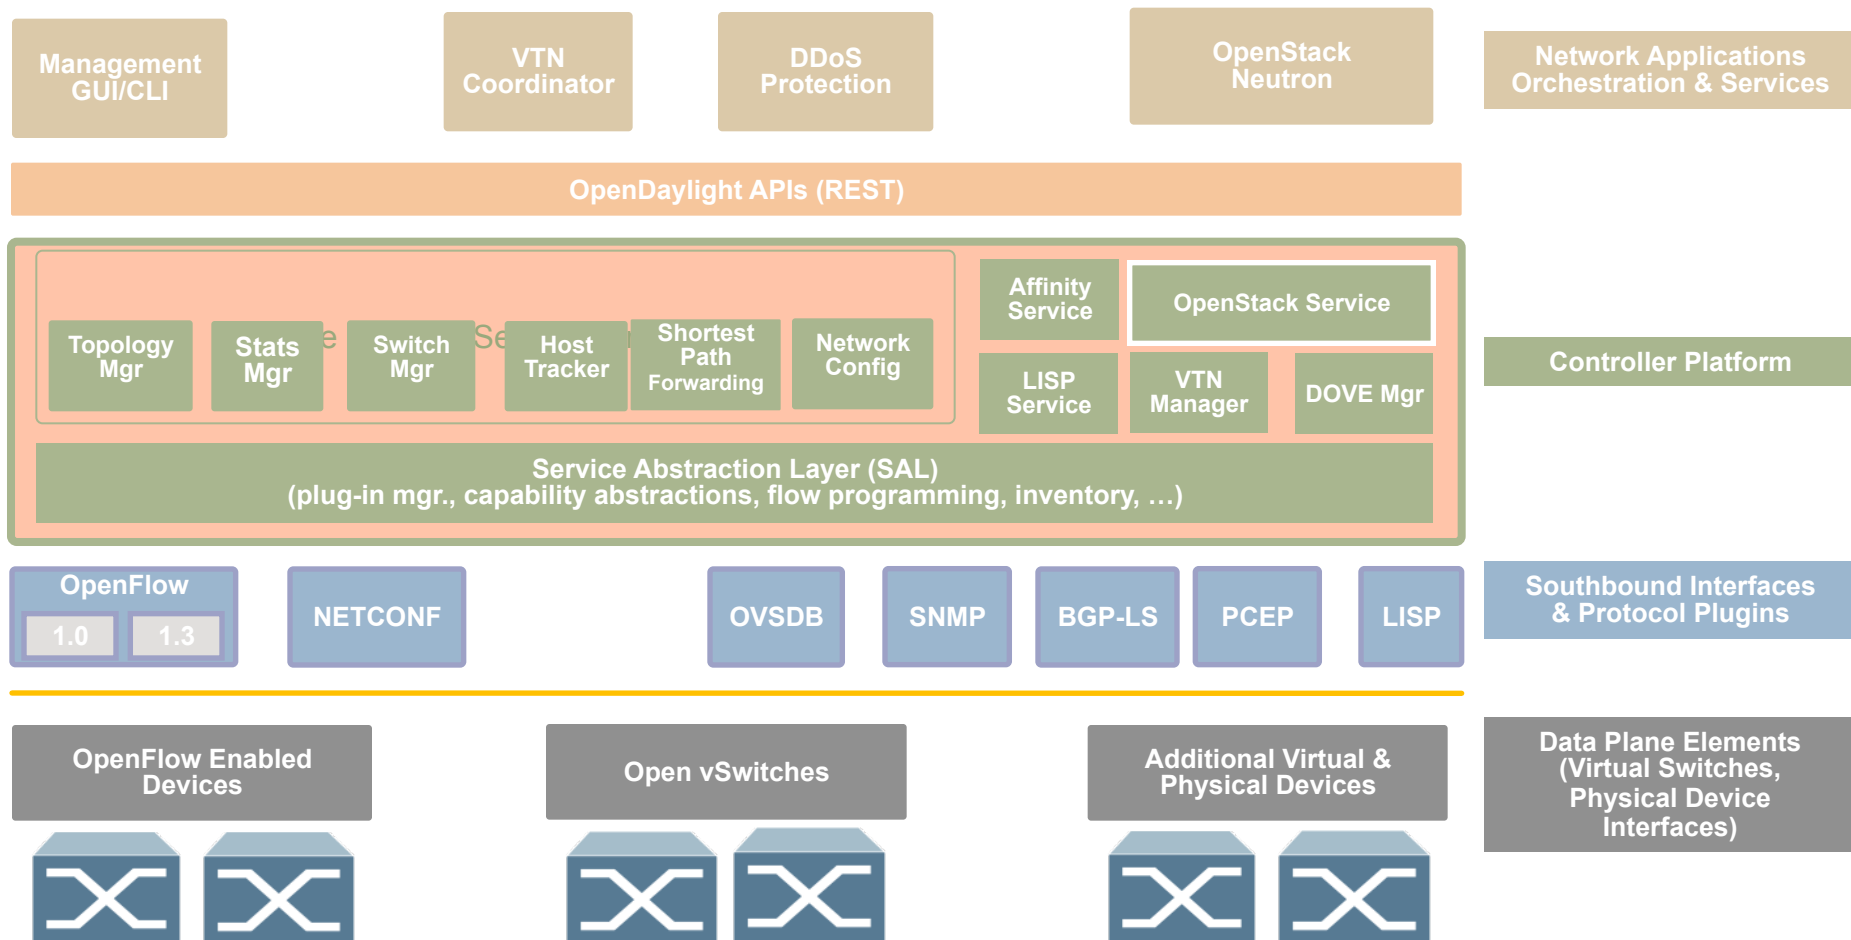 Management
GUI/CLI
VTN
Coordinator
DDoS
Protection
OpenStack
Neutron
Network Applications
Orchestration & Services
OpenDaylight APIs (REST)
Affinity
Service
OpenStack Service
Topology
Mgr
Stats
Mgr
Switch
Mgr
Host
Tracker
Shortest
Path
Forwarding
Network
Config
LISP
Service
VTN
Manager
DOVE Mgr
Controller Platform
Service Abstraction Layer (SAL)
(plug-in mgr., capability abstractions, flow programming, inventory, …)
OpenFlow
1.0
1.3
NETCONF
OVSDB
SNMP
BGP-LS
PCEP
LISP
Southbound Interfaces
& Protocol Plugins
OpenFlow Enabled
Devices
Open vSwitches
Additional Virtual &
Physical Devices
Data Plane Elements
(Virtual Switches,
Physical Device
Interfaces)